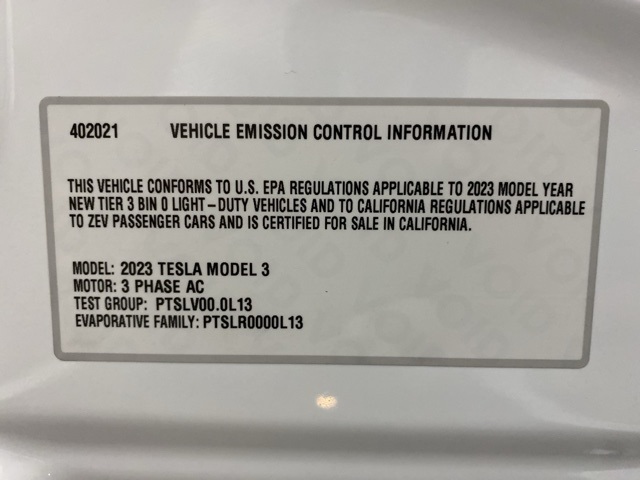 402021 VEHICLE EMISSION CONTROL INFORMATION
THIS VEHICLE CONFORMS TO U.S. EPA REGULATIONS APPLICABLE TO 2023 MODEL YEAR
NEW TIER 3 BIN 0 LIGHT-DUTY VEHICLES AND TO CALIFORNIA REGULATIONS APPLICABLE
TO ZEV PASSENGER CARS AND IS CERTIFIED FOR SALE IN CALIFORNIA.
MODEL: 2023 TESLA MODEL 3
MOTOR: 3 PHASE AC
TEST GROUP: PTSLV00.0L13
EVAPORATIVE FAMILY: PTSLR0000L13